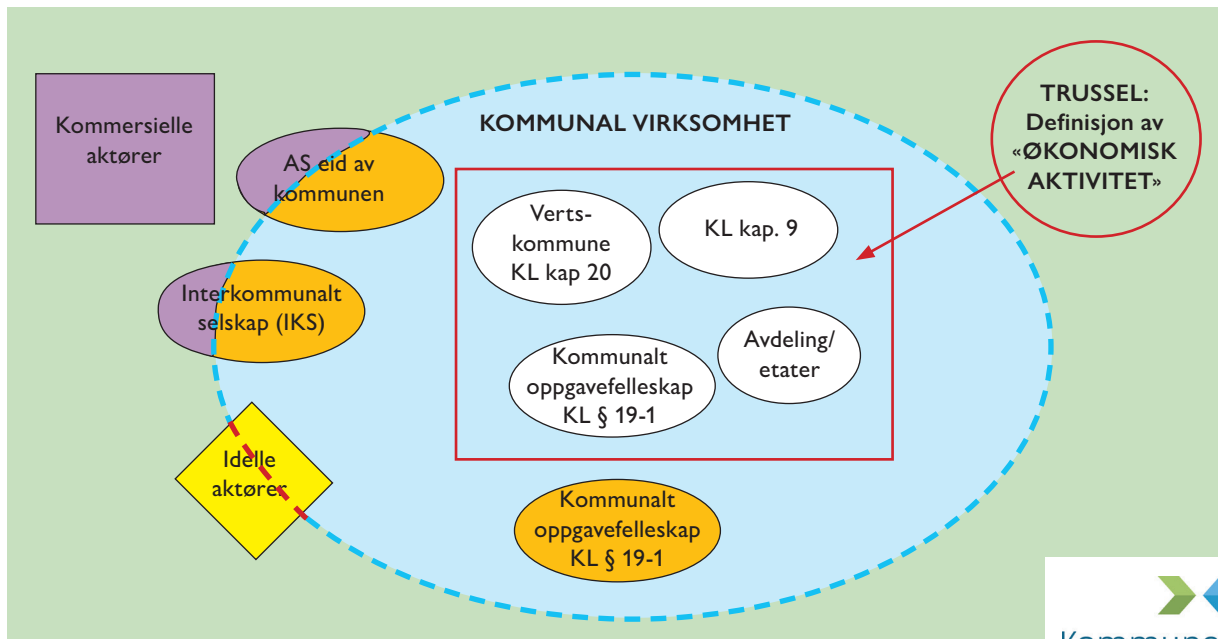 Kommersielle
aktører
AS eid av
kommunen
KOMMUNAL VIRKSOMHET
TRUSSEL:
Definisjon av
«ØKONOMISK
AKTIVITET»
Verts-
kommune
KL kap 20
KL kap. 9
Interkommunalt
selskap (IKS)
Kommunalt
oppgavefelleskap
KL § 19-1
Avdeling/
etater
Idelle
aktører
Kommunalt
oppgavefelleskap
KL § 19-1